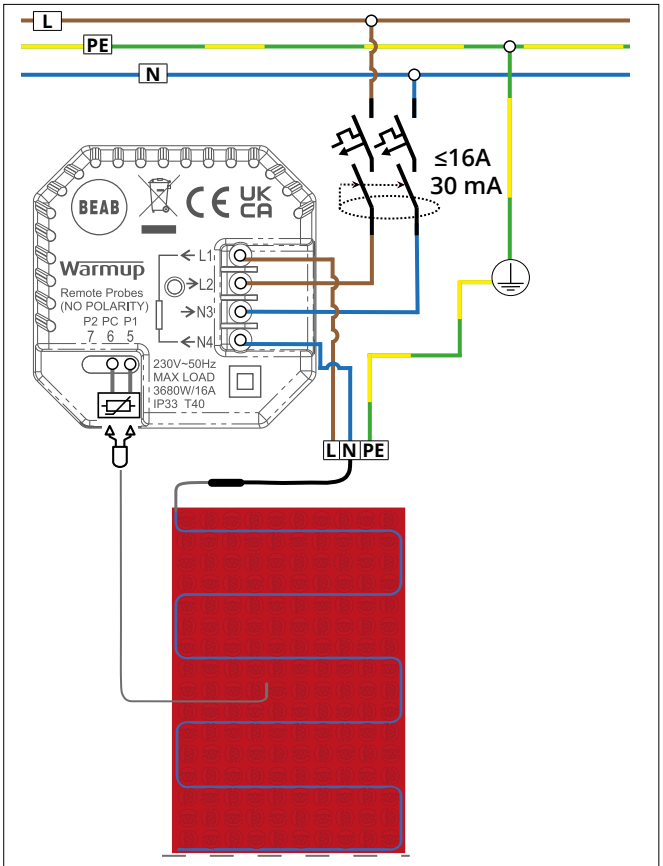 L
PE
N
≤16A
30 mA
BEAB
CE UK CA
Warmup
L1
Remote Probes
(NO POLARITY)
L2
P2 PC P1
N3
7 6 5
N4
230V~50Hz
MAX LOAD
3680W/16A
IP33 T40
L N PE